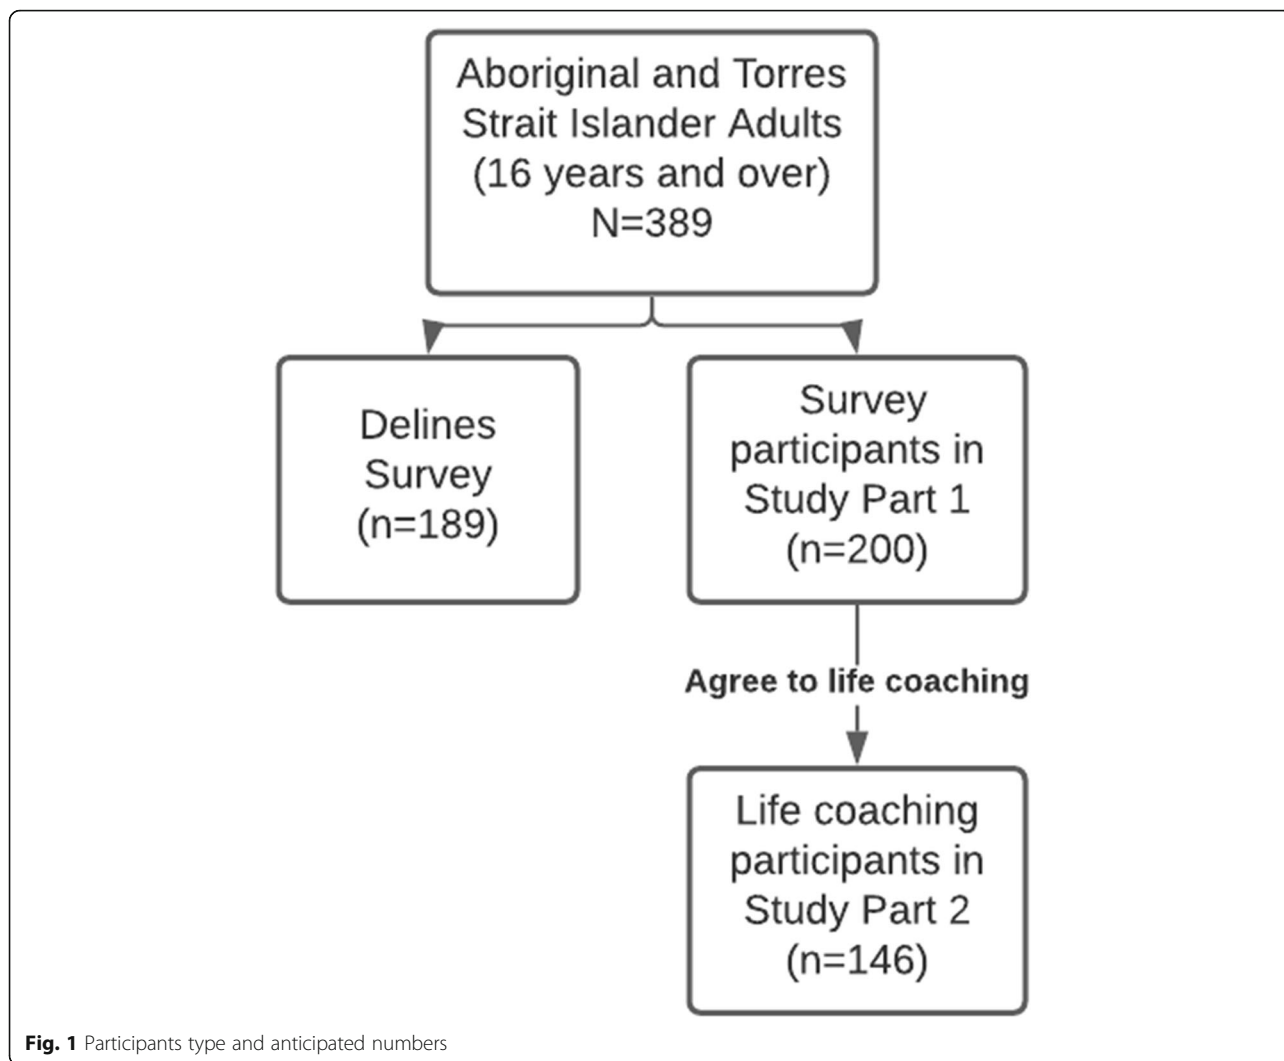 Aboriginal and Torres
Strait Islander Adults
(16 years and over)
N=389
Delines
Survey
(n=189)
Survey
participants in
Study Part 1
(n=200)
Agree to life coaching
Life coaching
participants in
Study Part 2
(n=146)
Fig. 1 Participants type and anticipated numbers